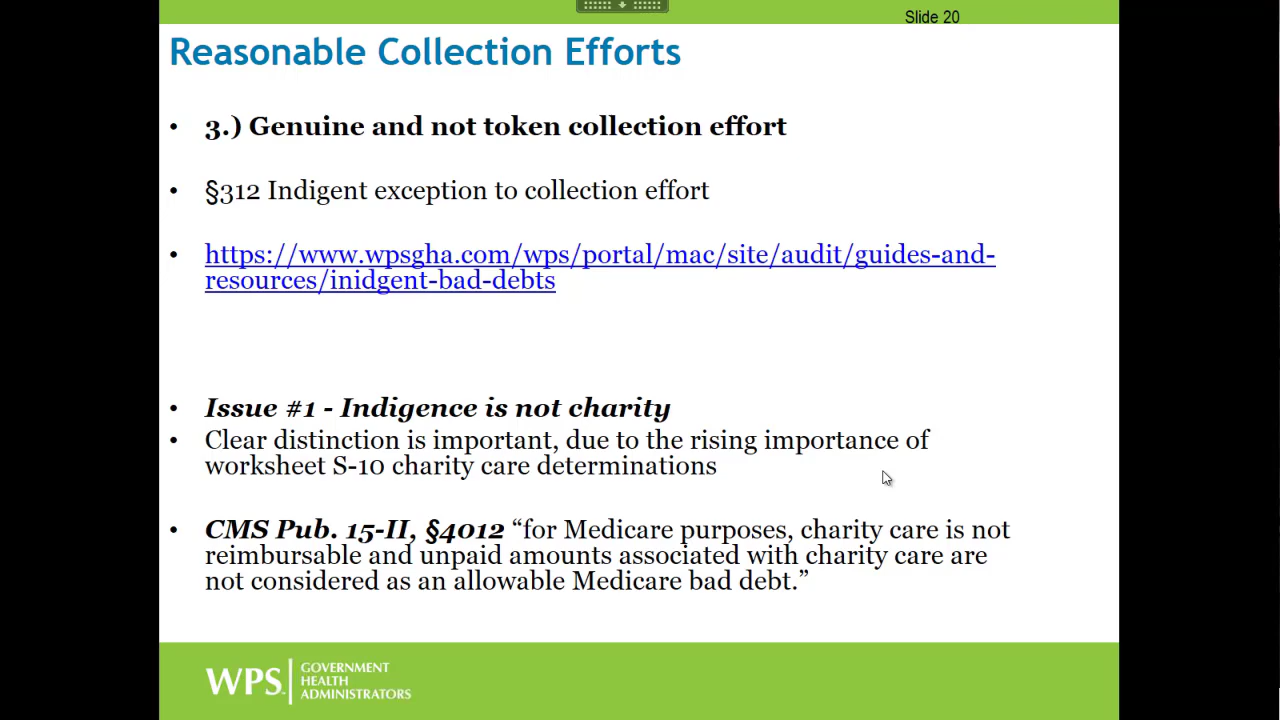 Slide 20
Reasonable Collection Efforts
• 3.) Genuine and not token collection effort
• §312 Indigent exception to collection effort
• https://www.wpsgha.com/wps/portal/mac/site/audit/guides-and-
resources/inidgent-bad-debts
• Issue #1 - Indigence is not charity
• Clear distinction is important, due to the rising importance of
worksheet S-10 charity care determinations
• CMS Pub. 15-II, §4012 “for Medicare purposes, charity care is not
reimbursable and unpaid amounts associated with charity care are
not considered as an allowable Medicare bad debt.”
WPS
GOVERNMENT
HEALTH
ADMINISTRATORS